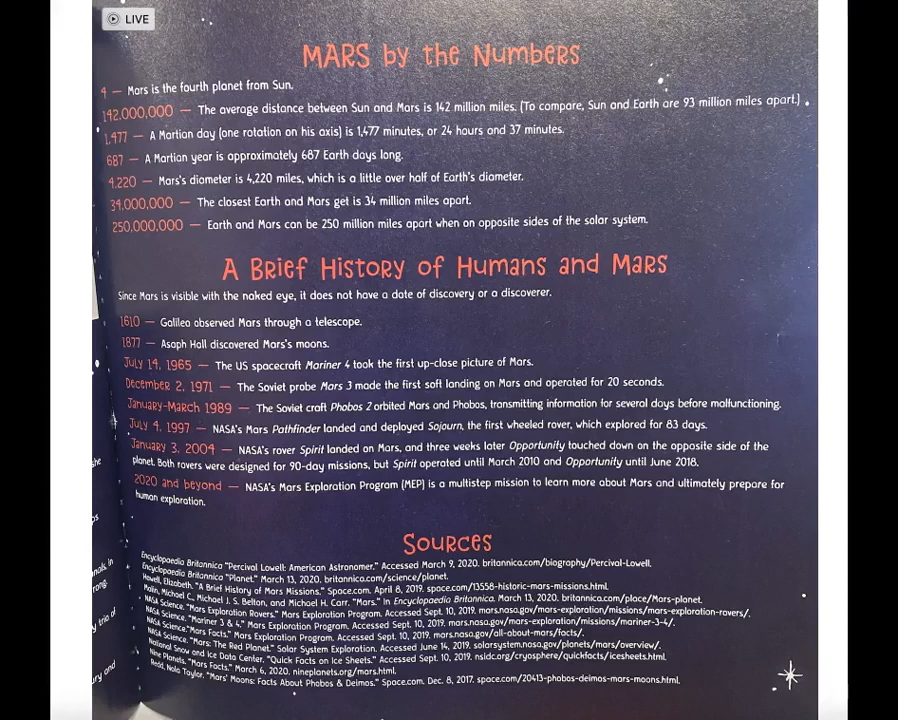 LIVE
MARS by the Numbers
4 — Mars is the fourth planet from Sun.
142,000,000 — The average distance between Sun and Mars is 142 million miles. (To compare, Sun and Earth are 93 million miles apart.)
1,477 — A Martian day (one rotation on his axis) is 1,477 minutes, or 24 hours and 37 minutes.
687 — A Martian year is approximately 687 Earth days long.
4,220 — Mars's diameter is 4,220 miles, which is a little over half of Earth's diameter.
34,000,000 — The closest Earth and Mars get is 34 million miles apart.
250,000,000 — Earth and Mars can be 250 million miles apart when on opposite sides of the solar system.
A Brief History of Humans and Mars
Since Mars is visible with the naked eye, it does not have a date of discovery or a discoverer.
1610 — Galileo observed Mars through a telescope.
1877 — Asaph Hall discovered Mars's moons.
July 14, 1965 — The US spacecraft Mariner 4 took the first up-close picture of Mars.
December 2, 1971 — The Soviet probe Mars 3 made the first soft landing on Mars and operated for 20 seconds.
January-March 1989 — The Soviet craft Phobos 2 orbited Mars and Phobos, transmitting information for several days before malfunctioning.
July 4, 1997 — NASA's Mars Pathfinder landed and deployed Sojourn, the first wheeled rover, which explored for 83 days.
January 3, 2004 — NASA's rover Spirit landed on Mars, and three weeks later Opportunity touched down on the opposite side of the
planet. Both rovers were designed for 90-day missions, but Spirit operated until March 2010 and Opportunity until June 2018.
2020 and beyond — NASA's Mars Exploration Program (MEP) is a multistep mission to learn more about Mars and ultimately prepare for
human exploration.
Sources
Encyclopaedia Britannica "Percival Lowell: American Astronomer." Accessed March 9, 2020. britannica.com/biography/Percival-Lowell.
Encyclopaedia Britannica "Planet." March 13, 2020. britannica.com/science/planet.
Howell, Elizabeth. "A Brief History of Mars Missions." Space.com. April 8, 2019. space.com/13558-historic-mars-missions.html.
Malin, Michael C., Michael J. S. Belton, and Michael H. Carr. "Mars." In Encyclopaedia Britannica. March 13, 2020. britannica.com/place/Mars-planet.
NASA Science. "Mars Exploration Rovers." Mars Exploration Program. Accessed Sept. 10, 2019. mars.nasa.gov/mars-exploration/missions/mars-exploration-rovers/.
NASA Science. "Mariner 3 & 4." Mars Exploration Program. Accessed Sept. 10, 2019. mars.nasa.gov/mars-exploration/missions/mariner-3-4/.
NASA Science. "Mars Facts." Mars Exploration Program. Accessed Sept. 10, 2019. mars.nasa.gov/all-about-mars/facts/.
NASA Science. "Mars: The Red Planet." Solar System Exploration. Accessed June 14, 2019. solarsystem.nasa.gov/planets/mars/overview/.
National Snow and Ice Data Center. "Quick Facts on Ice Sheets." Accessed Sept. 10, 2019. nsidc.org/cryosphere/quickfacts/icesheets.html.
Nine Planets. "Mars Facts." March 6, 2020. nineplanets.org/mars.html.
Redd, Nola Taylor. "Mars' Moons: Facts About Phobos & Deimos." Space.com. Dec. 8, 2017. space.com/20413-phobos-deimos-mars-moons.html.